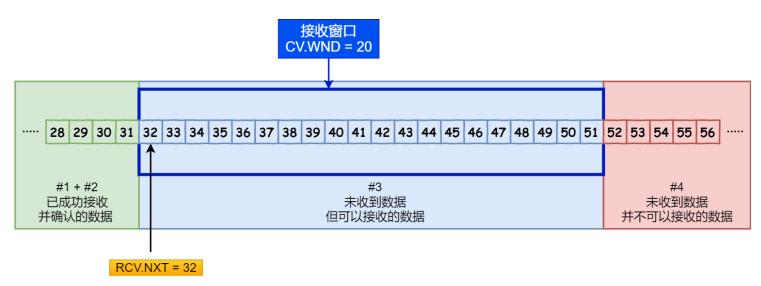 接收窗口
CV.WND = 20
..... 28 29 30 31 32 33 34 35 36 37 38 39 40 41 42 43 44 45 46 47 48 49 50 51 52 53 54 55 56 .....
#1 + #2
已成功接收
并确认的数据
#3
未收到数据
但可以接收的数据
#4
未收到数据
并不可以接收的数据
RCV.NXT = 32